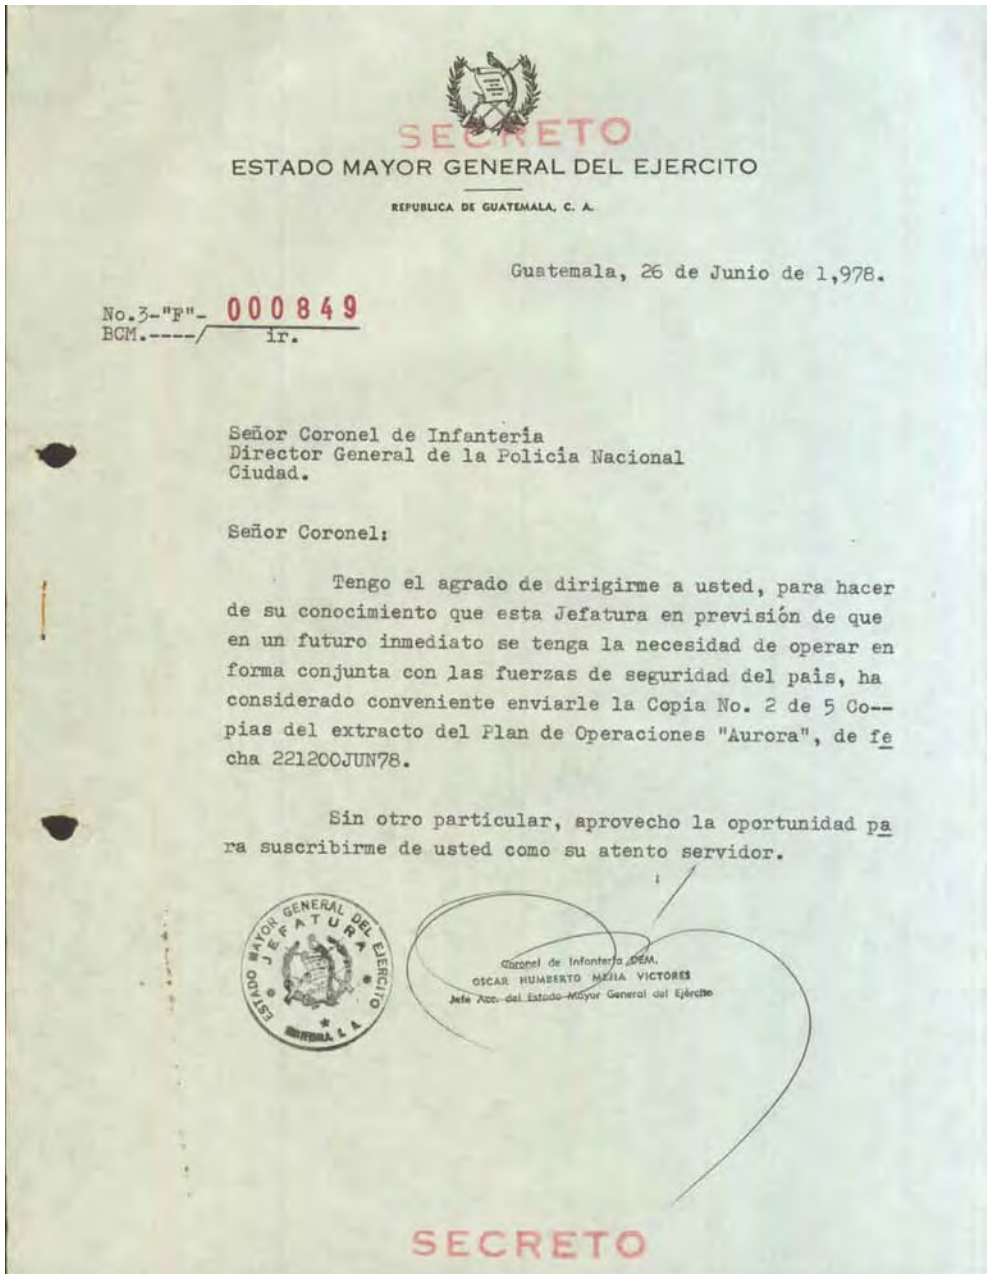 SECRETO
ESTADO MAYOR GENERAL DEL EJERCITO
REPUBLICA DE GUATEMALA, C. A.
Guatemala, 26 de Junio de 1,978.
No.3-"F"- 000849
BCM.----/ ir.
Señor Coronel de Infanteria
Director General de la Policia Nacional
Ciudad.
Señor Coronel:
Tengo el agrado de dirigirme a usted, para hacer
de su conocimiento que esta Jefatura en previsión de que
en un futuro inmediato se tenga la necesidad de operar en
forma conjunta con las fuerzas de seguridad del pais, ha
considerado conveniente enviarle la Copia No. 2 de 5 Co--
pias del extracto del Plan de Operaciones "Aurora", de fe
cha 221200JUN78.
Sin otro particular, aprovecho la oportunidad pa
ra suscribirme de usted como su atento servidor.
ESTADO MAYOR GENERAL DEL EJERCITO
JEFATURA
Coronel de Infanteria DEM.
OSCAR HUMBERTO MEJIA VICTORES
Jefe Acc. del Estado Mayor General del Ejército
SECRETO